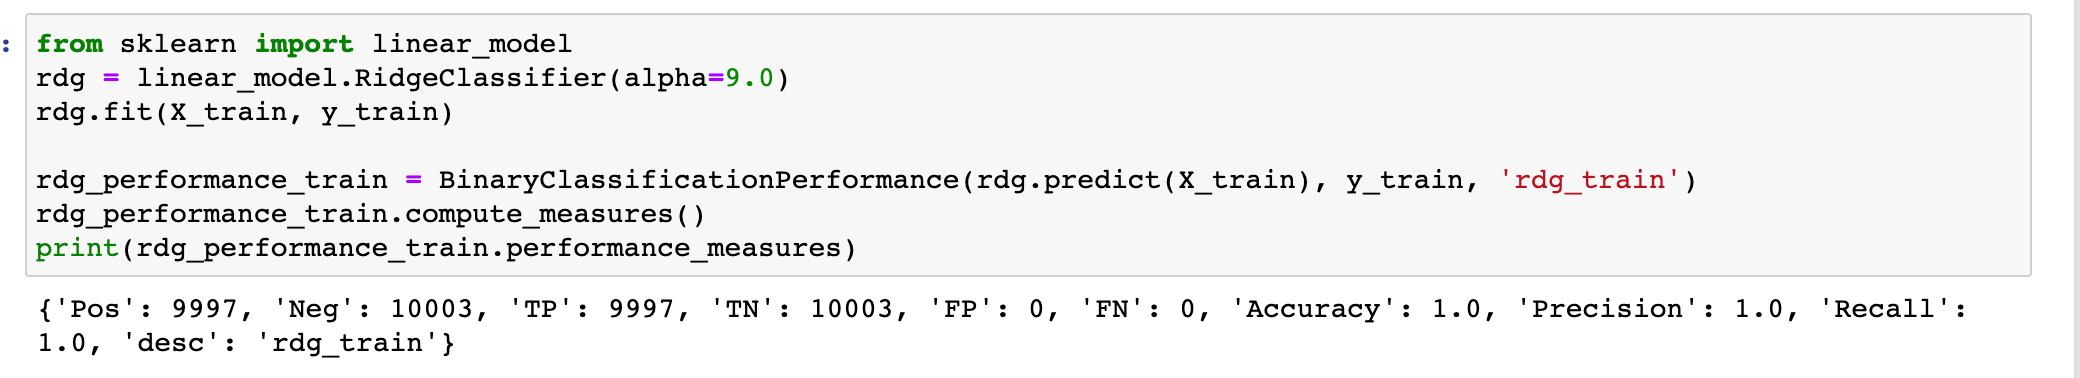 :
from sklearn import linear_model
rdg = linear_model.RidgeClassifier(alpha=9.0)
rdg.fit(X_train, y_train)

rdg_performance_train = BinaryClassificationPerformance(rdg.predict(X_train), y_train, 'rdg_train')
rdg_performance_train.compute_measures()
print(rdg_performance_train.performance_measures)
{'Pos': 9997, 'Neg': 10003, 'TP': 9997, 'TN': 10003, 'FP': 0, 'FN': 0, 'Accuracy': 1.0, 'Precision': 1.0, 'Recall':
1.0, 'desc': 'rdg_train'}